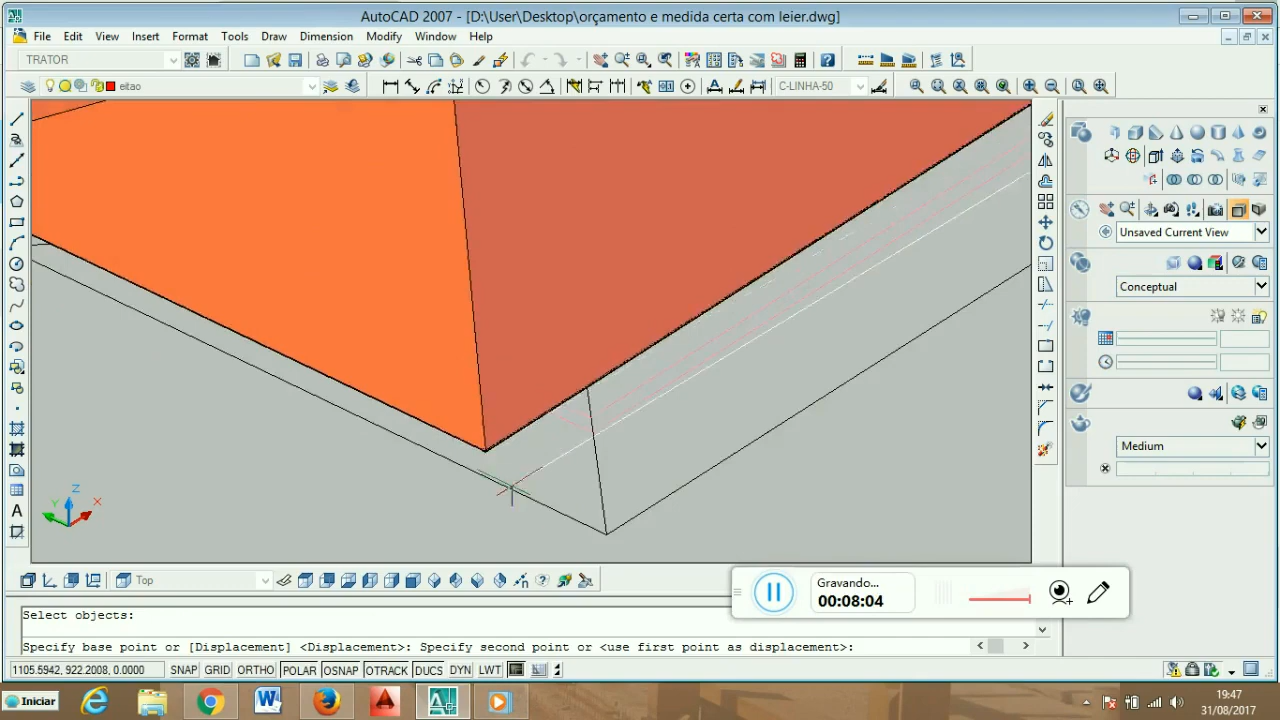 AutoCAD 2007 - [D:\User\Desktop\orçamento e medida certa com leier.dwg]
File Edit View Insert Format Tools Draw Dimension Modify Window Help
TRATOR
eitao
C-LINHA-50
Unsaved Current View
Conceptual
Medium
Z
Y X
Top
Gravando...
00:08:04
Select objects:
Specify base point or [Displacement] <Displacement>: Specify second point or <use first point as displacement>:
1105.5942, 922.2008, 0.0000 SNAP GRID ORTHO POLAR OSNAP OTRACK DUCS DYN LWT
Iniciar
19:47
31/08/2017